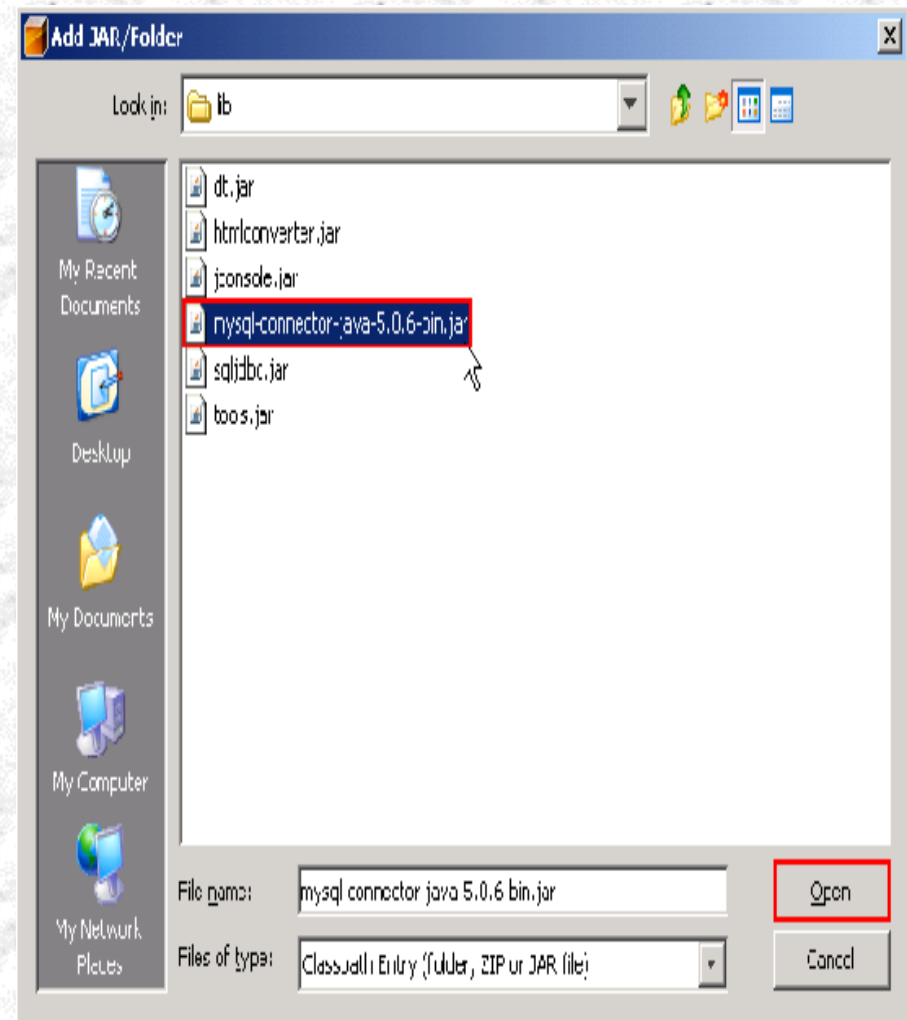 Add JAR/Folder
Look in: lib
dt.jar
htmlconverter.jar
jconsole.jar
mysql-connector-java-5.0.6-bin.jar
sqljdbc.jar
tools.jar
My Recent
Documents
Desktop
My Documents
My Computer
My Network
Places
File name: mysql-connector-java-5.0.6-bin.jar Open
Files of type: Classpath Entry (folder, ZIP or JAR file) Cancel